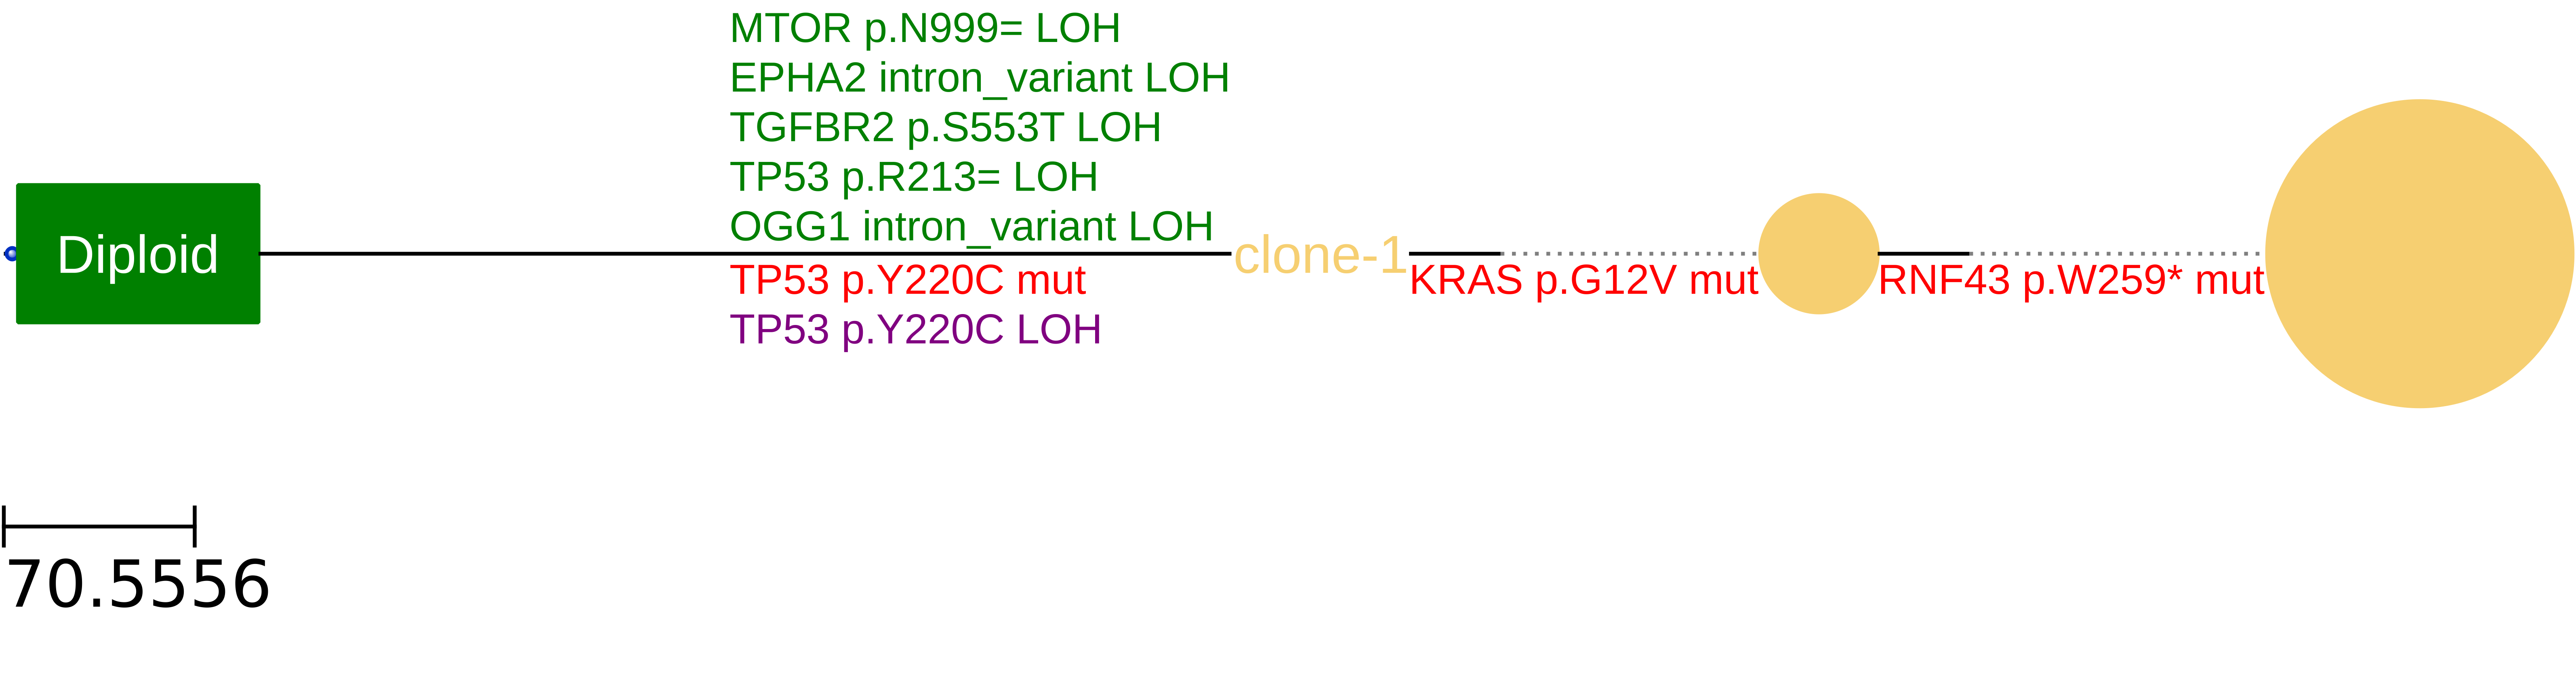 MTOR p.N999= LOH
EPHA2 intron_variant LOH
TGFBR2 p.S553T LOH
TP53 p.R213= LOH
OGG1 intron_variant LOH
Diploid
clone-1
TP53 p.Y220C mut
KRAS p.G12V mut
RNF43 p.W259* mut
TP53 p.Y220C LOH
70.5556